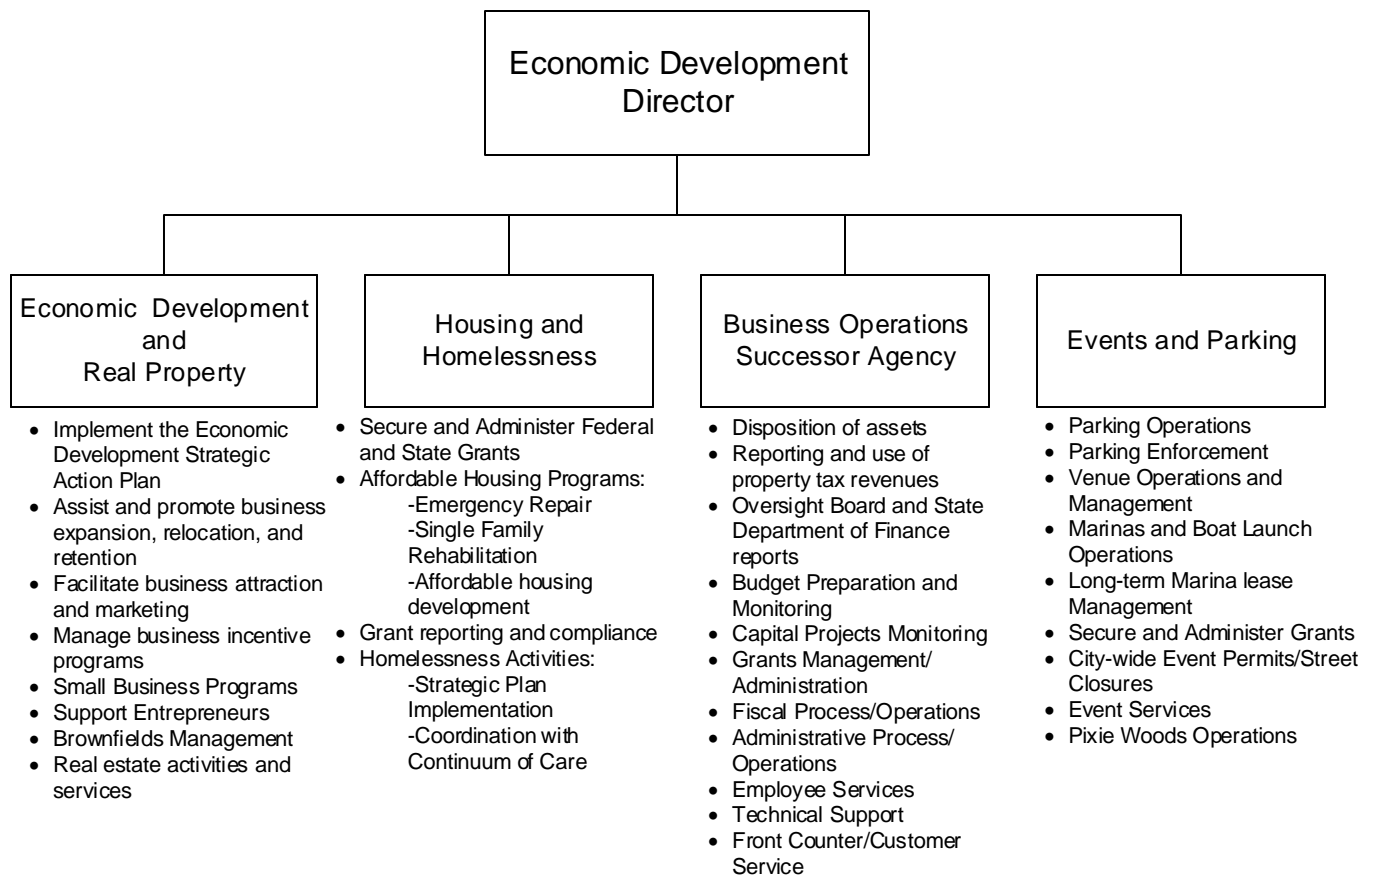 Economic Development
Director
Economic Development
and
Real Property
• Implement the Economic
Development Strategic
Action Plan
• Assist and promote business
expansion, relocation, and
retention
• Facilitate business attraction
and marketing
• Manage business incentive
programs
• Small Business Programs
• Support Entrepreneurs
• Brownfields Management
• Real estate activities and
services
Housing and
Homelessness
• Secure and Administer Federal
and State Grants
• Affordable Housing Programs:
-Emergency Repair
-Single Family
Rehabilitation
-Affordable housing
development
• Grant reporting and compliance
• Homelessness Activities:
-Strategic Plan
Implementation
-Coordination with
Continuum of Care
Business Operations
Successor Agency
• Disposition of assets
• Reporting and use of
property tax revenues
• Oversight Board and State
Department of Finance
reports
• Budget Preparation and
Monitoring
• Capital Projects Monitoring
• Grants Management/
Administration
• Fiscal Process/Operations
• Administrative Process/
Operations
• Employee Services
• Technical Support
• Front Counter/Customer
Service
Events and Parking
• Parking Operations
• Parking Enforcement
• Venue Operations and
Management
• Marinas and Boat Launch
Operations
• Long-term Marina lease
Management
• Secure and Administer Grants
• City-wide Event Permits/Street
Closures
• Event Services
• Pixie Woods Operations